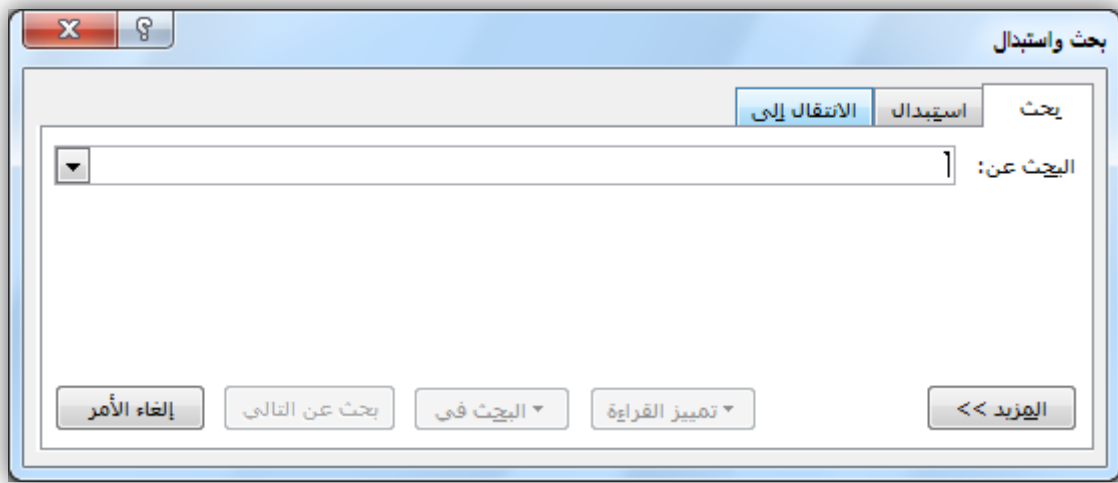 بحث واستبدال
بحث استبدال الانتقال إلى
البحث عن:
المزيد >> تمييز القراءة البحث في بحث عن التالي إلغاء الأمر